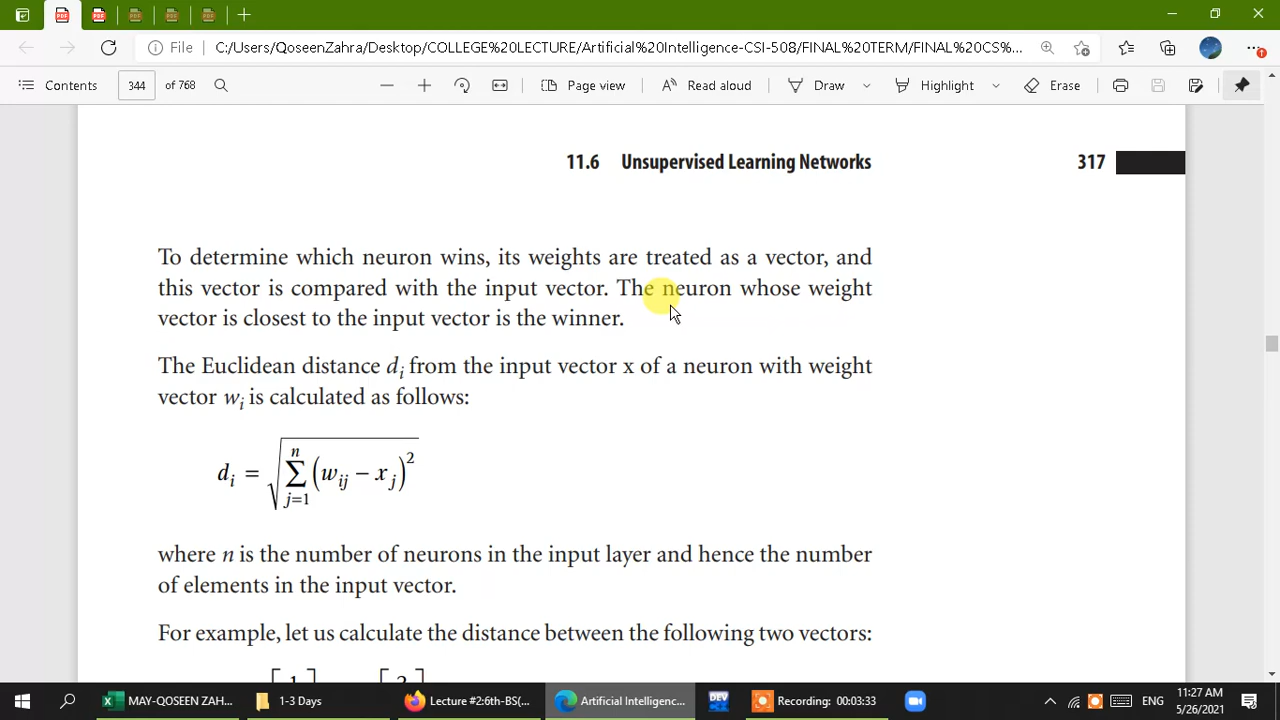 File
C:/Users/QoseenZahra/Desktop/COLLEGE%20LECTURE/Artificial%20Intelligence-CSI-508/FINAL%20TERM/FINAL%20CS%...
Contents
344 of 768
Page view
Read aloud
Draw
Highlight
Erase
11.6 Unsupervised Learning Networks 317
To determine which neuron wins, its weights are treated as a vector, and
this vector is compared with the input vector. The neuron whose weight
vector is closest to the input vector is the winner.
The Euclidean distance dᵢ from the input vector x of a neuron with weight
vector wᵢ is calculated as follows:
dᵢ = √(∑_{j=1}^{n} (w_{ij} − x_j)²)
where n is the number of neurons in the input layer and hence the number
of elements in the input vector.
For example, let us calculate the distance between the following two vectors:
MAY-QOSEEN ZAH...
1-3 Days
Lecture #2:6th-BS(...
Artificial Intelligenc...
DEV
Recording: 00:03:33
ENG
11:27 AM
5/26/2021